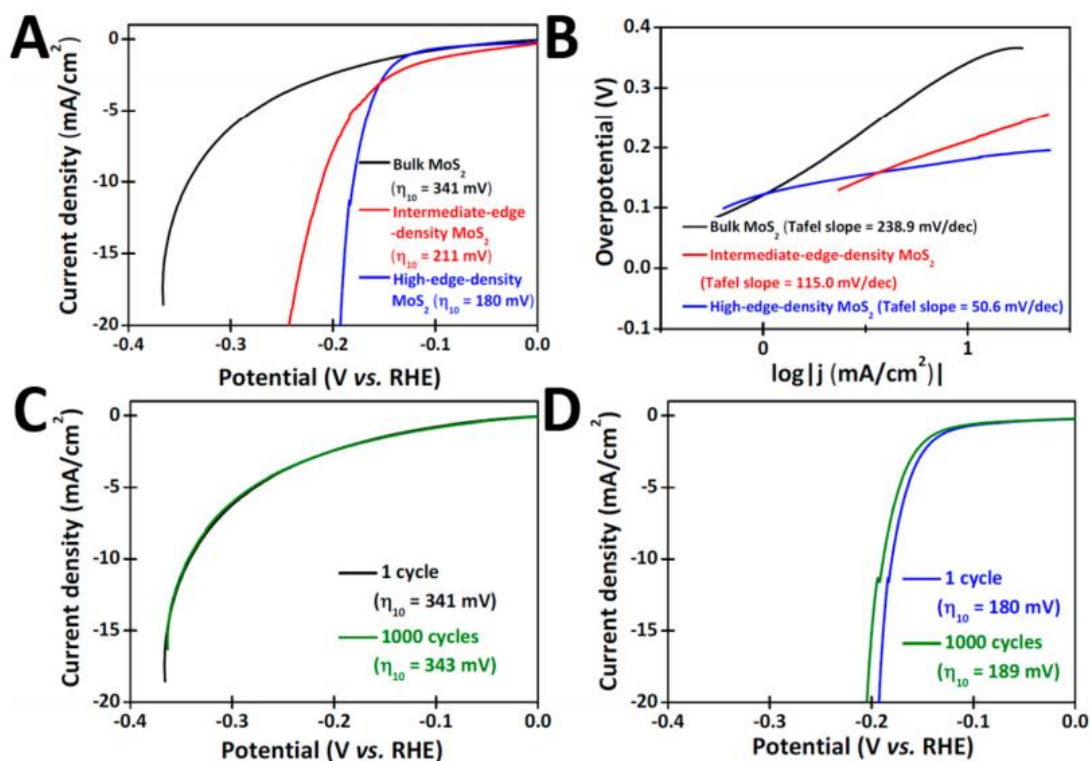 A
Current density (mA/cm²)
0
-5
-10
-15
-20
-0.4
-0.3
-0.2
-0.1
0.0
Potential (V vs. RHE)
Bulk MoS₂
(η₁₀ = 341 mV)
Intermediate-edge
-density MoS₂
(η₁₀ = 211 mV)
High-edge-density
MoS₂ (η₁₀ = 180 mV)
B
Overpotential (V)
0.4
0.3
0.2
0.1
0.0
-0.1
0
1
log|j (mA/cm²)|
Bulk MoS₂ (Tafel slope = 238.9 mV/dec)
Intermediate-edge-density MoS₂
(Tafel slope = 115.0 mV/dec)
High-edge-density MoS₂ (Tafel slope = 50.6 mV/dec)
C
Current density (mA/cm²)
0
-5
-10
-15
-20
-0.4
-0.3
-0.2
-0.1
0.0
Potential (V vs. RHE)
1 cycle
(η₁₀ = 341 mV)
1000 cycles
(η₁₀ = 343 mV)
D
Current density (mA/cm²)
0
-5
-10
-15
-20
-0.4
-0.3
-0.2
-0.1
0.0
Potential (V vs. RHE)
1 cycle
(η₁₀ = 180 mV)
1000 cycles
(η₁₀ = 189 mV)